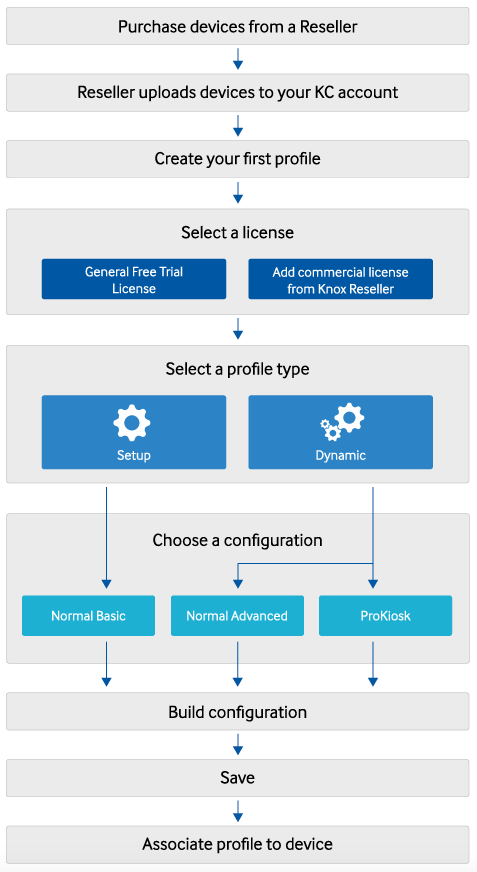 Purchase devices from a Reseller
Reseller uploads devices to your KC account
Create your first profile
Select a license
General Free Trial
License
Add commercial license
from Knox Reseller
Select a profile type
Setup
Dynamic
Choose a configuration
Normal Basic
Normal Advanced
ProKiosk
Build configuration
Save
Associate profile to device